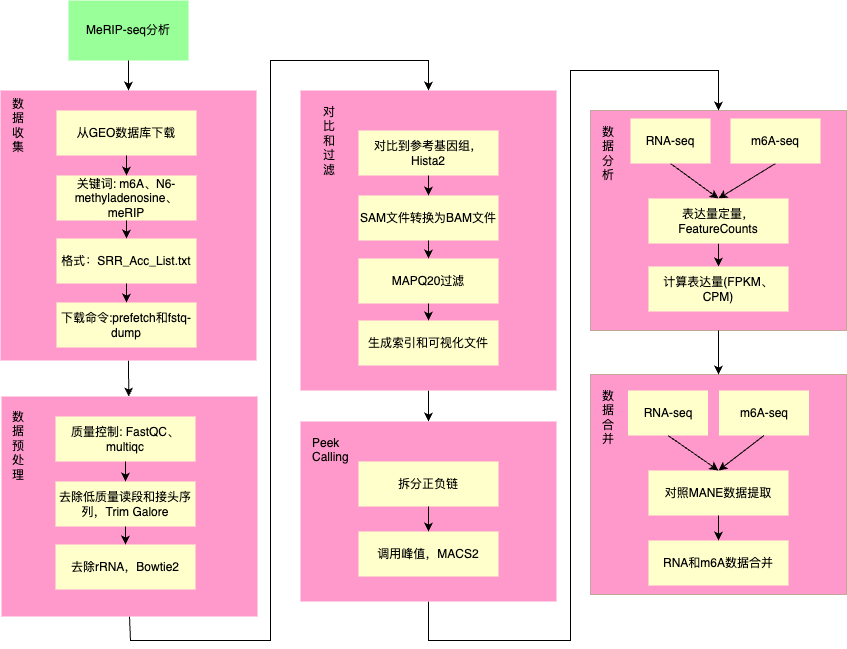 MeRIP-seq分析
数据收集
从GEO数据库下载
关键词: m6A、N6-
methyladenosine、
meRIP
格式：SRR_Acc_List.txt
下载命令:prefetch和fstq-
dump
数据预处理
质量控制: FastQC、
multiqc
去除低质量读段和接头序
列，Trim Galore
去除rRNA，Bowtie2
对比和过滤
对比到参考基因组，
Hista2
SAM文件转换为BAM文件
MAPQ20过滤
生成索引和可视化文件
Peek
Calling
拆分正负链
调用峰值，MACS2
数据分析
RNA-seq
m6A-seq
表达量定量，
FeatureCounts
计算表达量(FPKM、
CPM)
数据合并
RNA-seq
m6A-seq
对照MANE数据提取
RNA和m6A数据合并